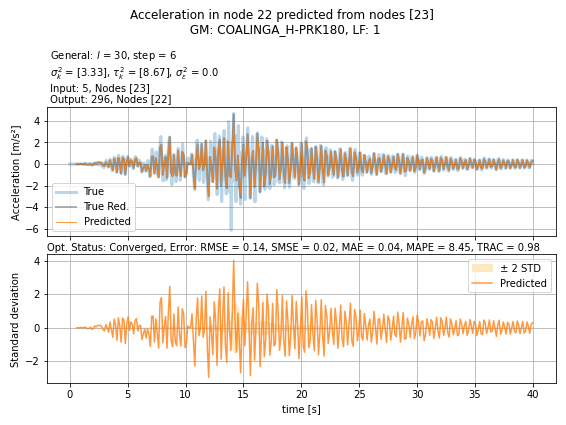 Acceleration in node 22 predicted from nodes [23]
GM: COALINGA_H-PRK180, LF: 1
General: l = 30, step = 6
σ²ₖ = [3.33], τ²ₖ = [8.67], σ²ε = 0.0
Input: 5, Nodes [23]
Output: 296, Nodes [22]
Acceleration [m/s²]
4
2
0
−2
−4
−6
True
True Red.
Predicted
Opt. Status: Converged, Error: RMSE = 0.14, SMSE = 0.02, MAE = 0.04, MAPE = 8.45, TRAC = 0.98
Standard deviation
4
2
0
−2
± 2 STD
Predicted
0 5 10 15 20 25 30 35 40
time [s]